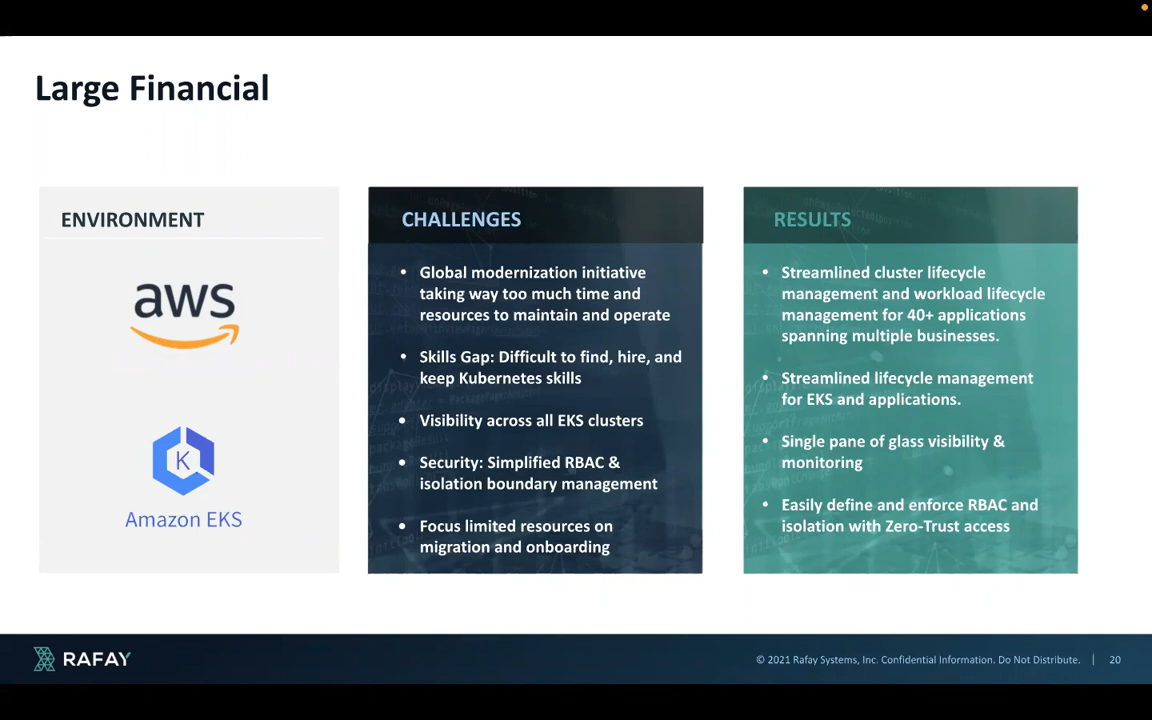 Large Financial
ENVIRONMENT
aws
K
Amazon EKS
CHALLENGES
• Global modernization initiative
taking way too much time and
resources to maintain and operate
• Skills Gap: Difficult to find, hire, and
keep Kubernetes skills
• Visibility across all EKS clusters
• Security: Simplified RBAC &
isolation boundary management
• Focus limited resources on
migration and onboarding
RESULTS
• Streamlined cluster lifecycle
management and workload lifecycle
management for 40+ applications
spanning multiple businesses.
• Streamlined lifecycle management
for EKS and applications.
• Single pane of glass visibility &
monitoring
• Easily define and enforce RBAC and
isolation with Zero-Trust access
RAFAY
© 2021 Rafay Systems, Inc. Confidential Information. Do Not Distribute. | 20